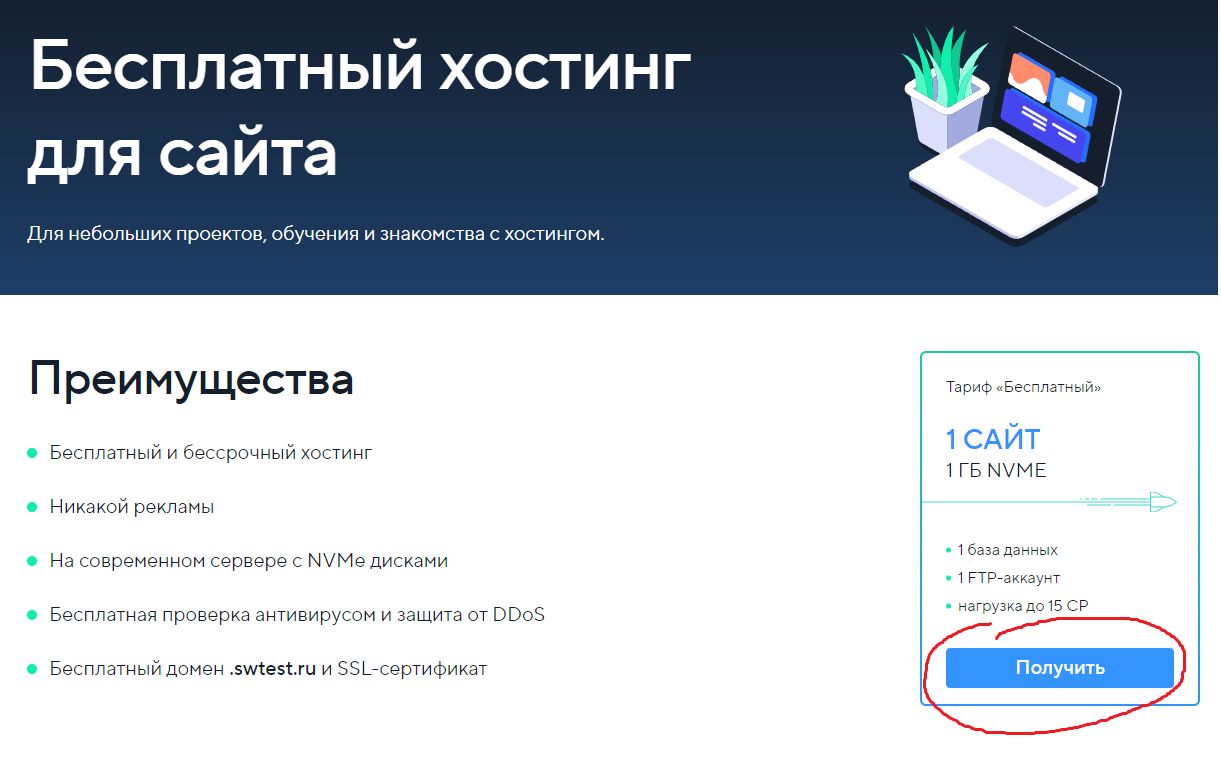 Бесплатный хостинг
для сайта
Для небольших проектов, обучения и знакомства с хостингом.
Преимущества
Бесплатный и бессрочный хостинг
Никакой рекламы
На современном сервере с NVMe дисками
Бесплатная проверка антивирусом и защита от DDoS
Бесплатный домен .swtest.ru и SSL-сертификат
Тариф «Бесплатный»
1 САЙТ
1 ГБ NVME
1 база данных
1 FTP-аккаунт
нагрузка до 15 CP
Получить